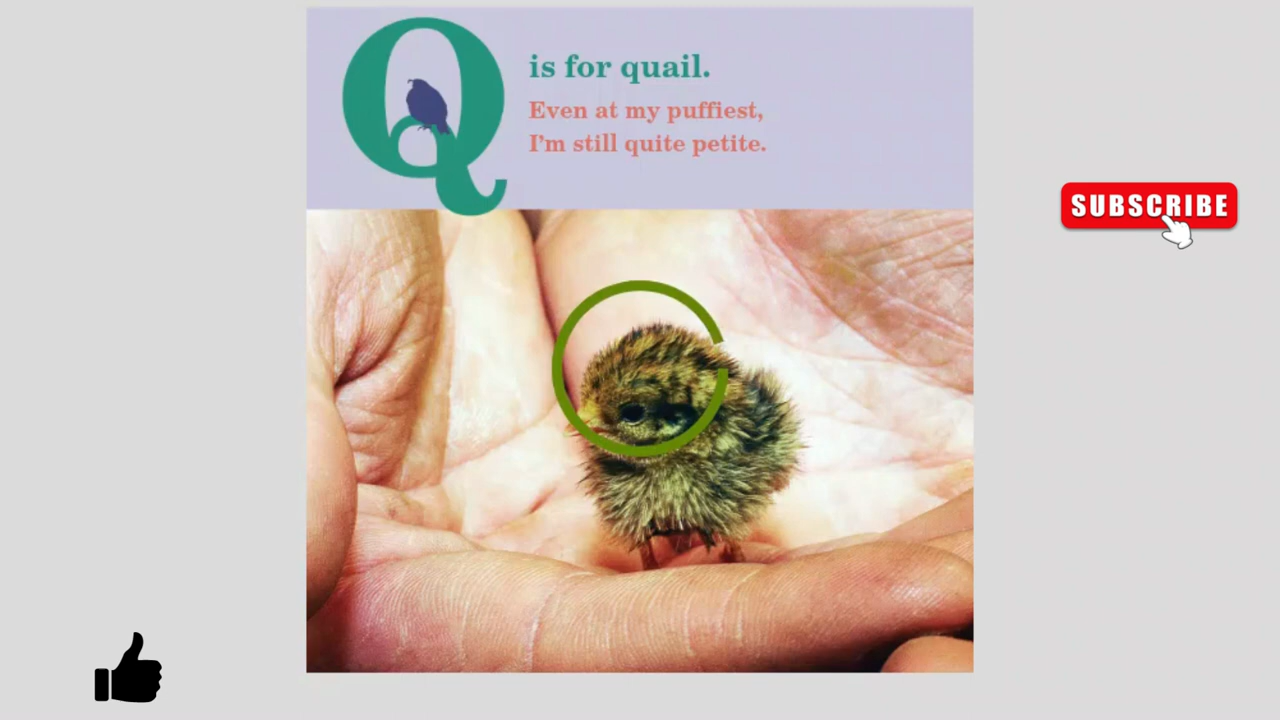 Q is for quail.
Even at my puffiest,
I'm still quite petite.
SUBSCRIBE